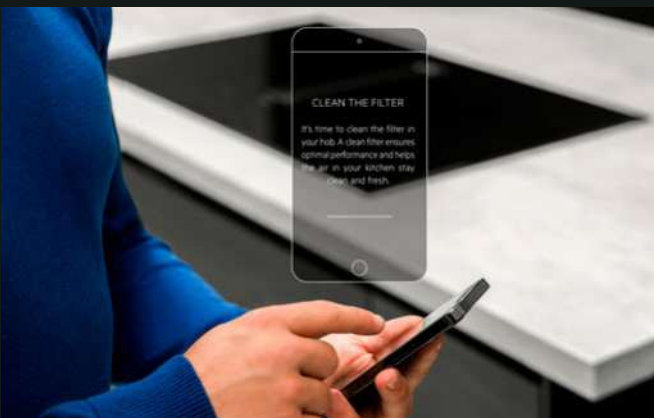 CLEAN THE FILTER
It's time to clean the filter in
your hob. A clean filter ensures
optimal performance and helps
the air in your kitchen stay
clean and fresh.